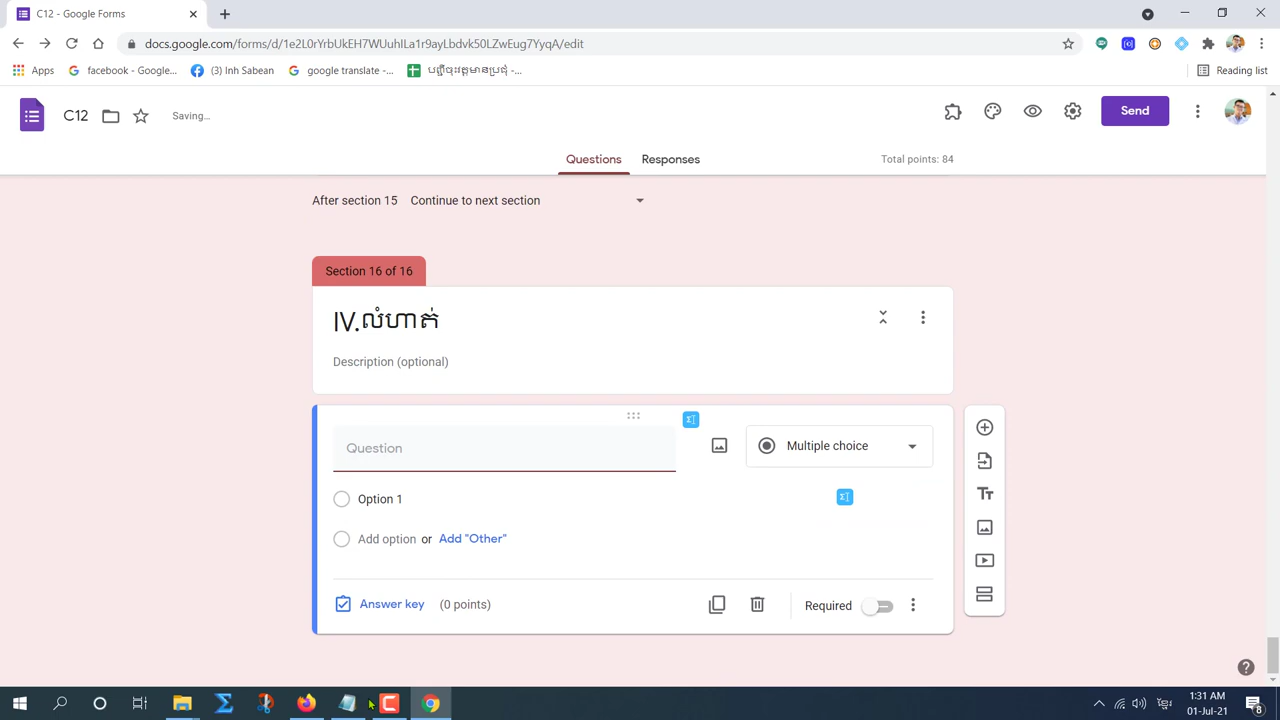 C12 - Google Forms
docs.google.com/forms/d/1e2L0rYrbUkEH7WUuhILa1fdayLbdvk50LZwEug7YyqA/edit
Apps
facebook - Google...
(3) Inh Sabean
google translate -...
Reading list
C12
Saving...
Send
Questions
Responses
Total points: 84
After section 15
Continue to next section
Section 16 of 16
IV.លំហាត់
Description (optional)
Question
Multiple choice
Option 1
Add option or Add "Other"
Answer key
(0 points)
Required
1:31 AM
01-Jul-21
8